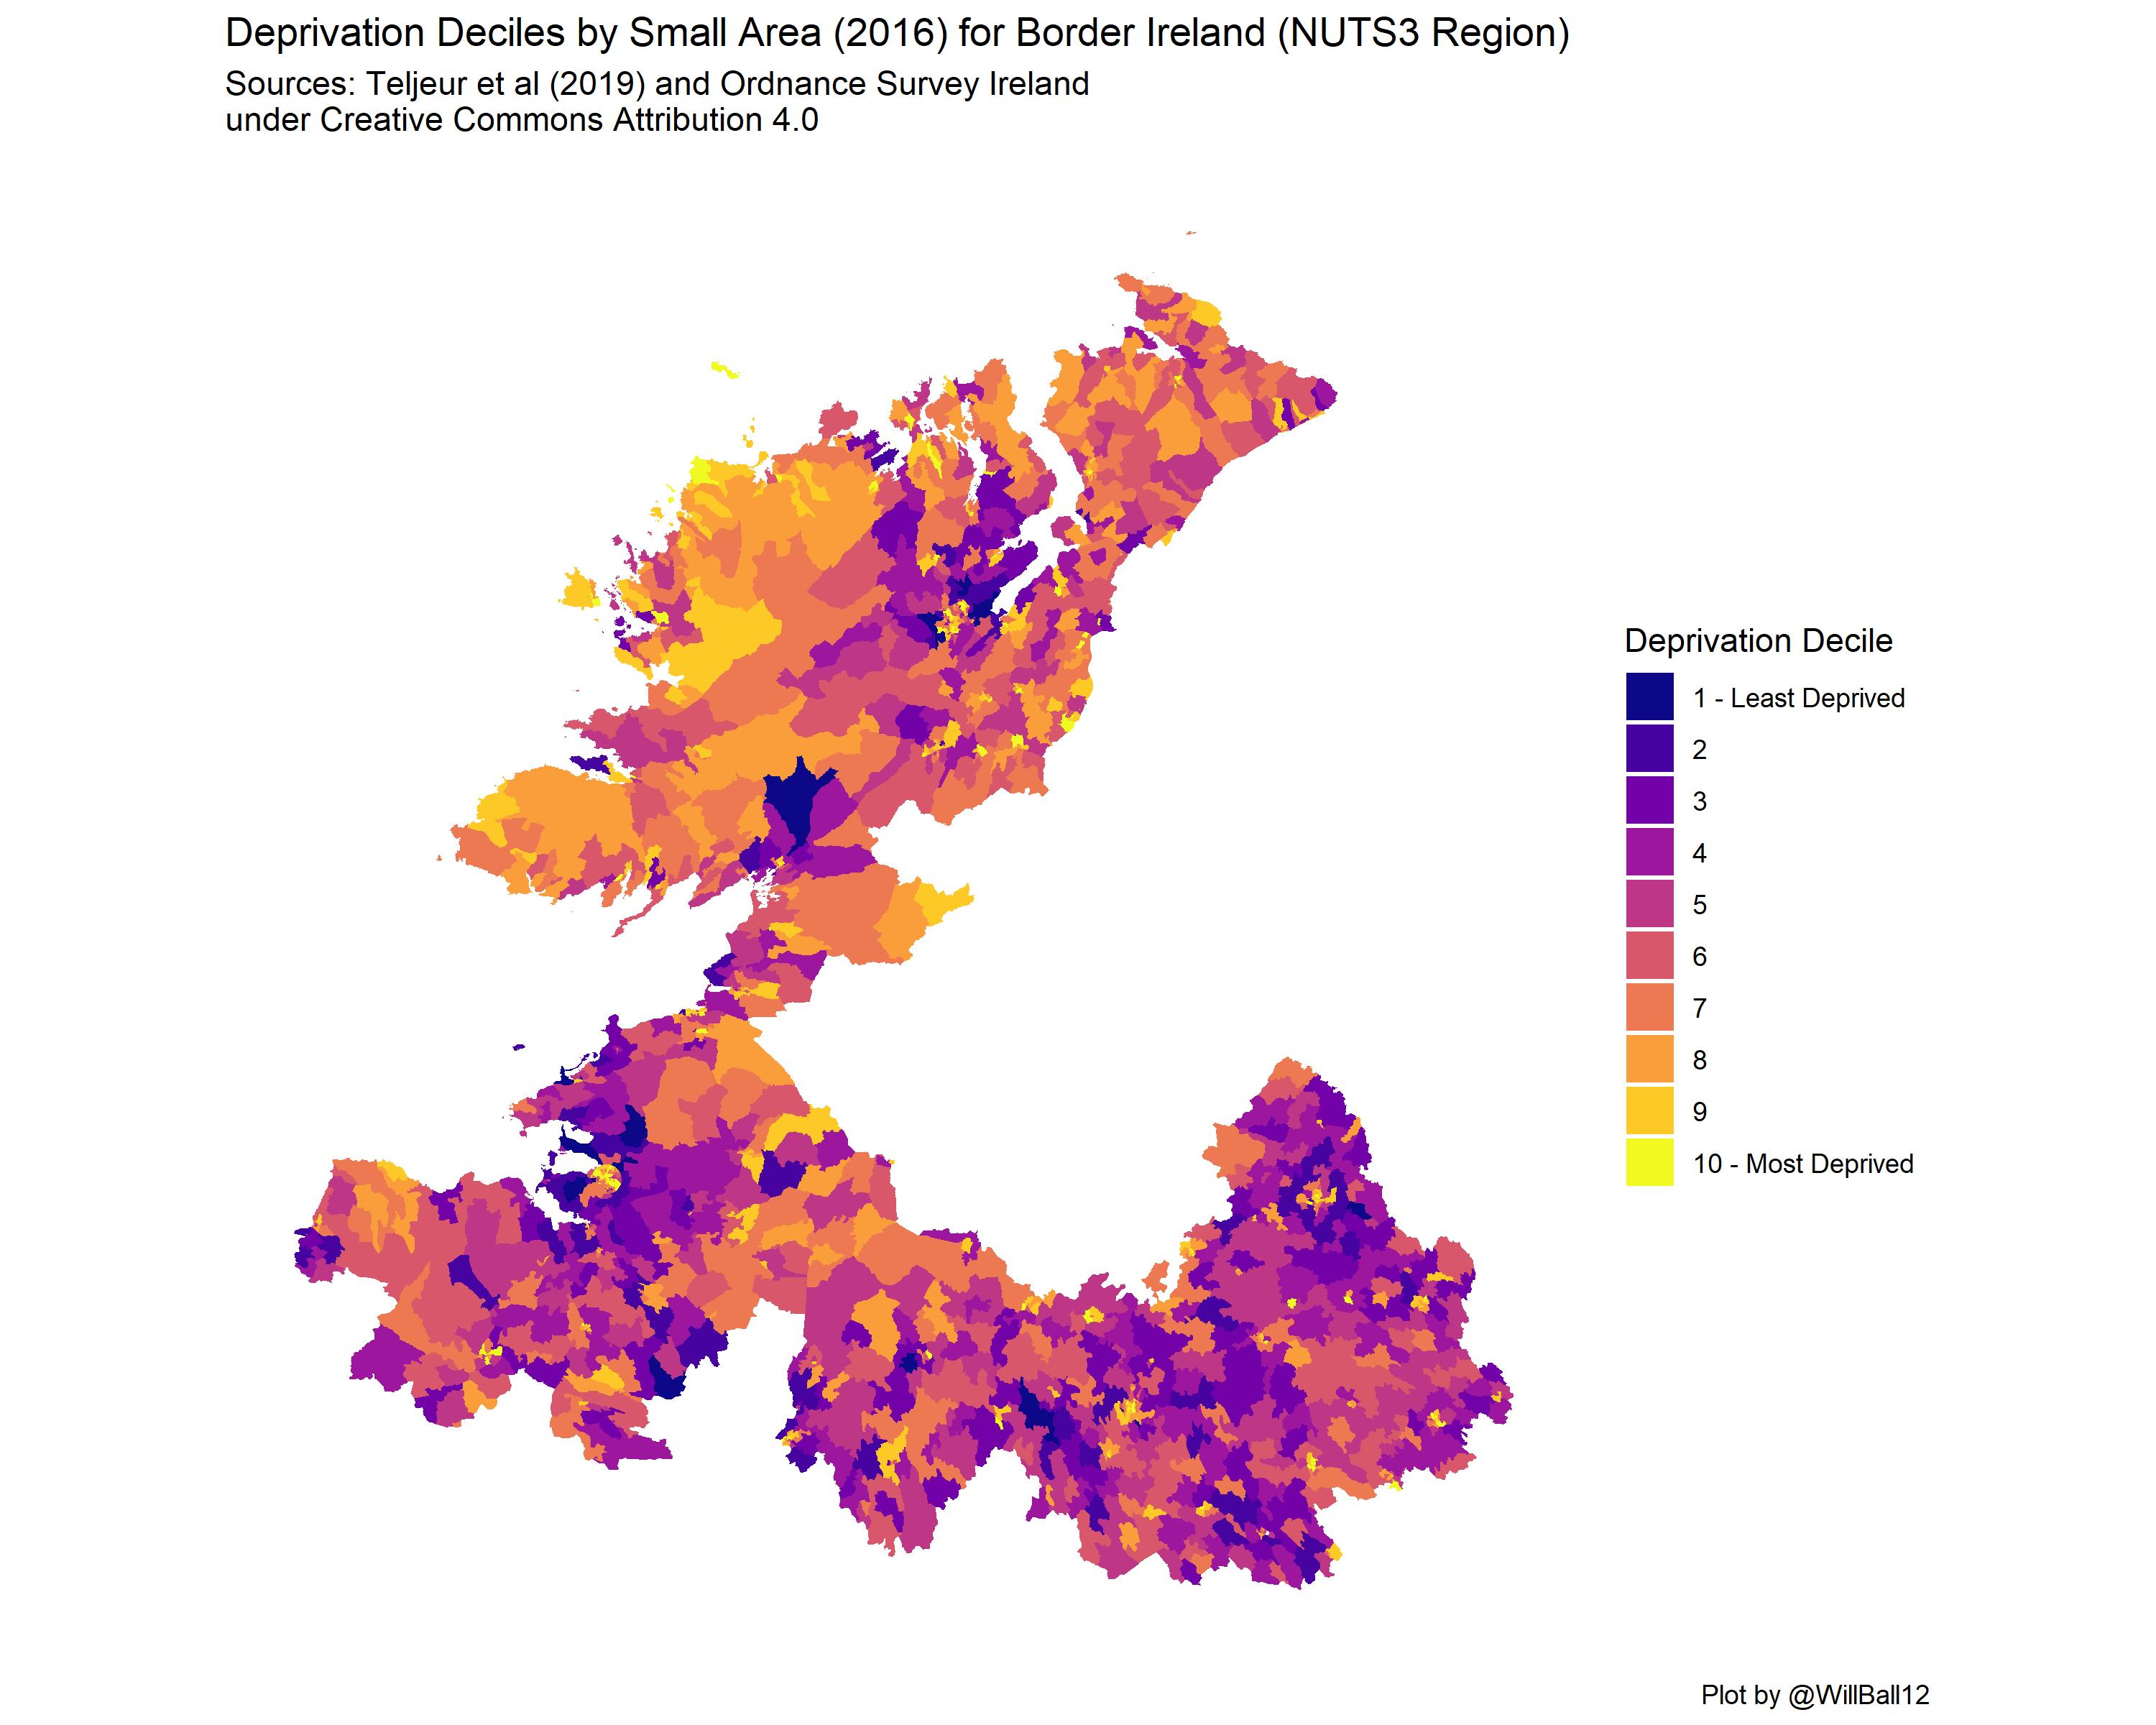 Deprivation Deciles by Small Area (2016) for Border Ireland (NUTS3 Region)
Sources: Teljeur et al (2019) and Ordnance Survey Ireland
under Creative Commons Attribution 4.0
Deprivation Decile
1 - Least Deprived
2
3
4
5
6
7
8
9
10 - Most Deprived
Plot by @WillBall12